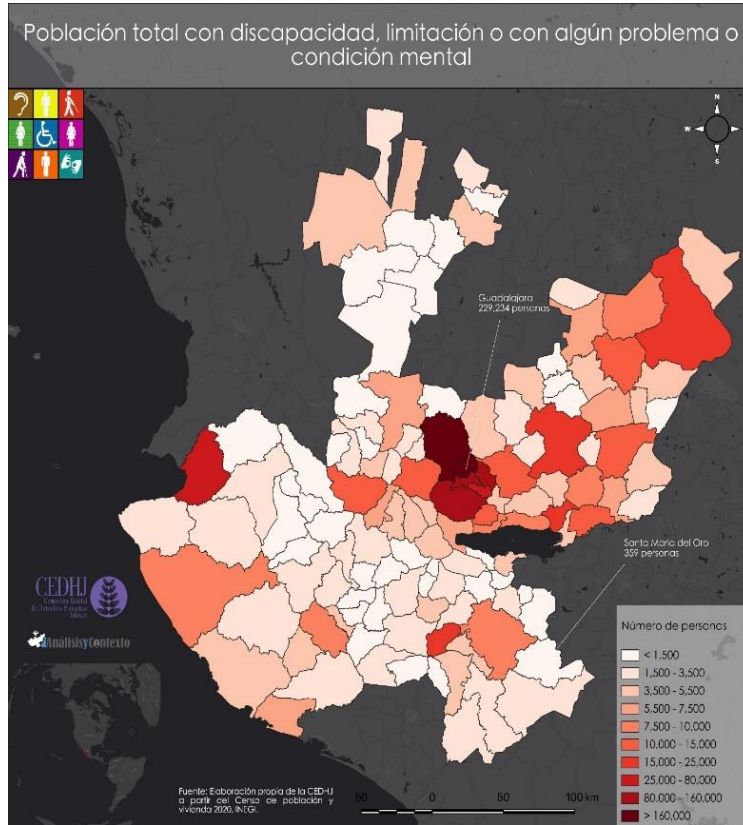 Población total con discapacidad, limitación o con algún problema o
condición mental
N
W
E
S
Guadalajara
229,234 personas
Santa María del Oro
359 personas
CEDHJ
Comisión Estatal
de Derechos Humanos
Jalisco
AnálisisyContexto
Número de personas
< 1,500
1,500 - 3,500
3,500 - 5,500
5,500 - 7,500
7,500 - 10,000
10,000 - 15,000
15,000 - 25,000
25,000 - 80,000
80,000 - 160,000
> 160,000
Fuente: Elaboración propia de la CEDHJ
a partir del Censo de población y
vivienda 2020, INEGI.
50 0 50 100 km